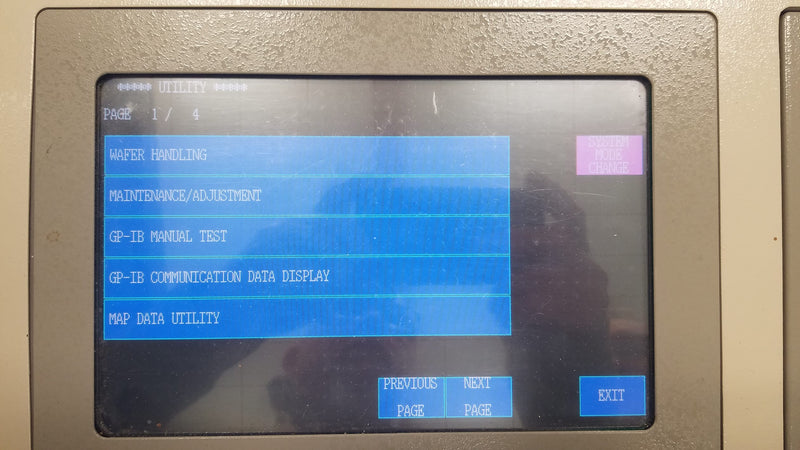 ***** UTILITY *****
PAGE 1 / 4
WAFER HANDLING
SYSTEM
MODE
CHANGE
MAINTENANCE/ADJUSTMENT
GP-IB MANUAL TEST
GP-IB COMMUNICATION DATA DISPLAY
MAP DATA UTILITY
PREVIOUS
PAGE
NEXT
PAGE
EXIT